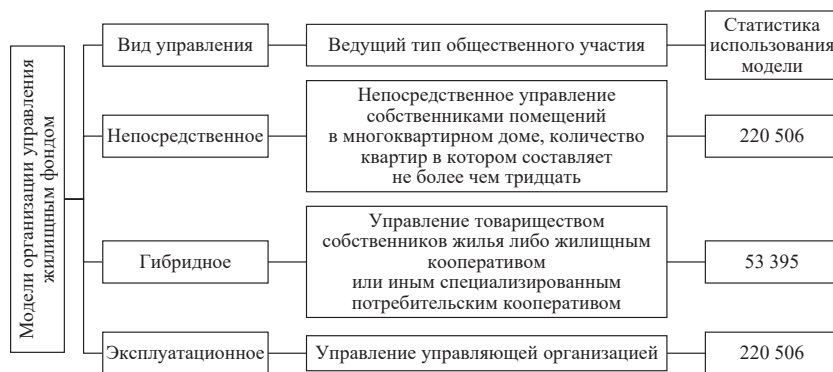 Модели организации управления
жилищным фондом
Вид управления
Ведущий тип общественного участия
Статистика
использования
модели
Непосредственное
Непосредственное управление
собственниками помещений
в многоквартирном доме, количество
квартир в котором составляет
не более чем тридцать
220 506
Гибридное
Управление товариществом
собственников жилья либо жилищным
кооперативом
или иным специализированным
потребительским кооперативом
53 395
Эксплуатационное
Управление управляющей организацией
220 506